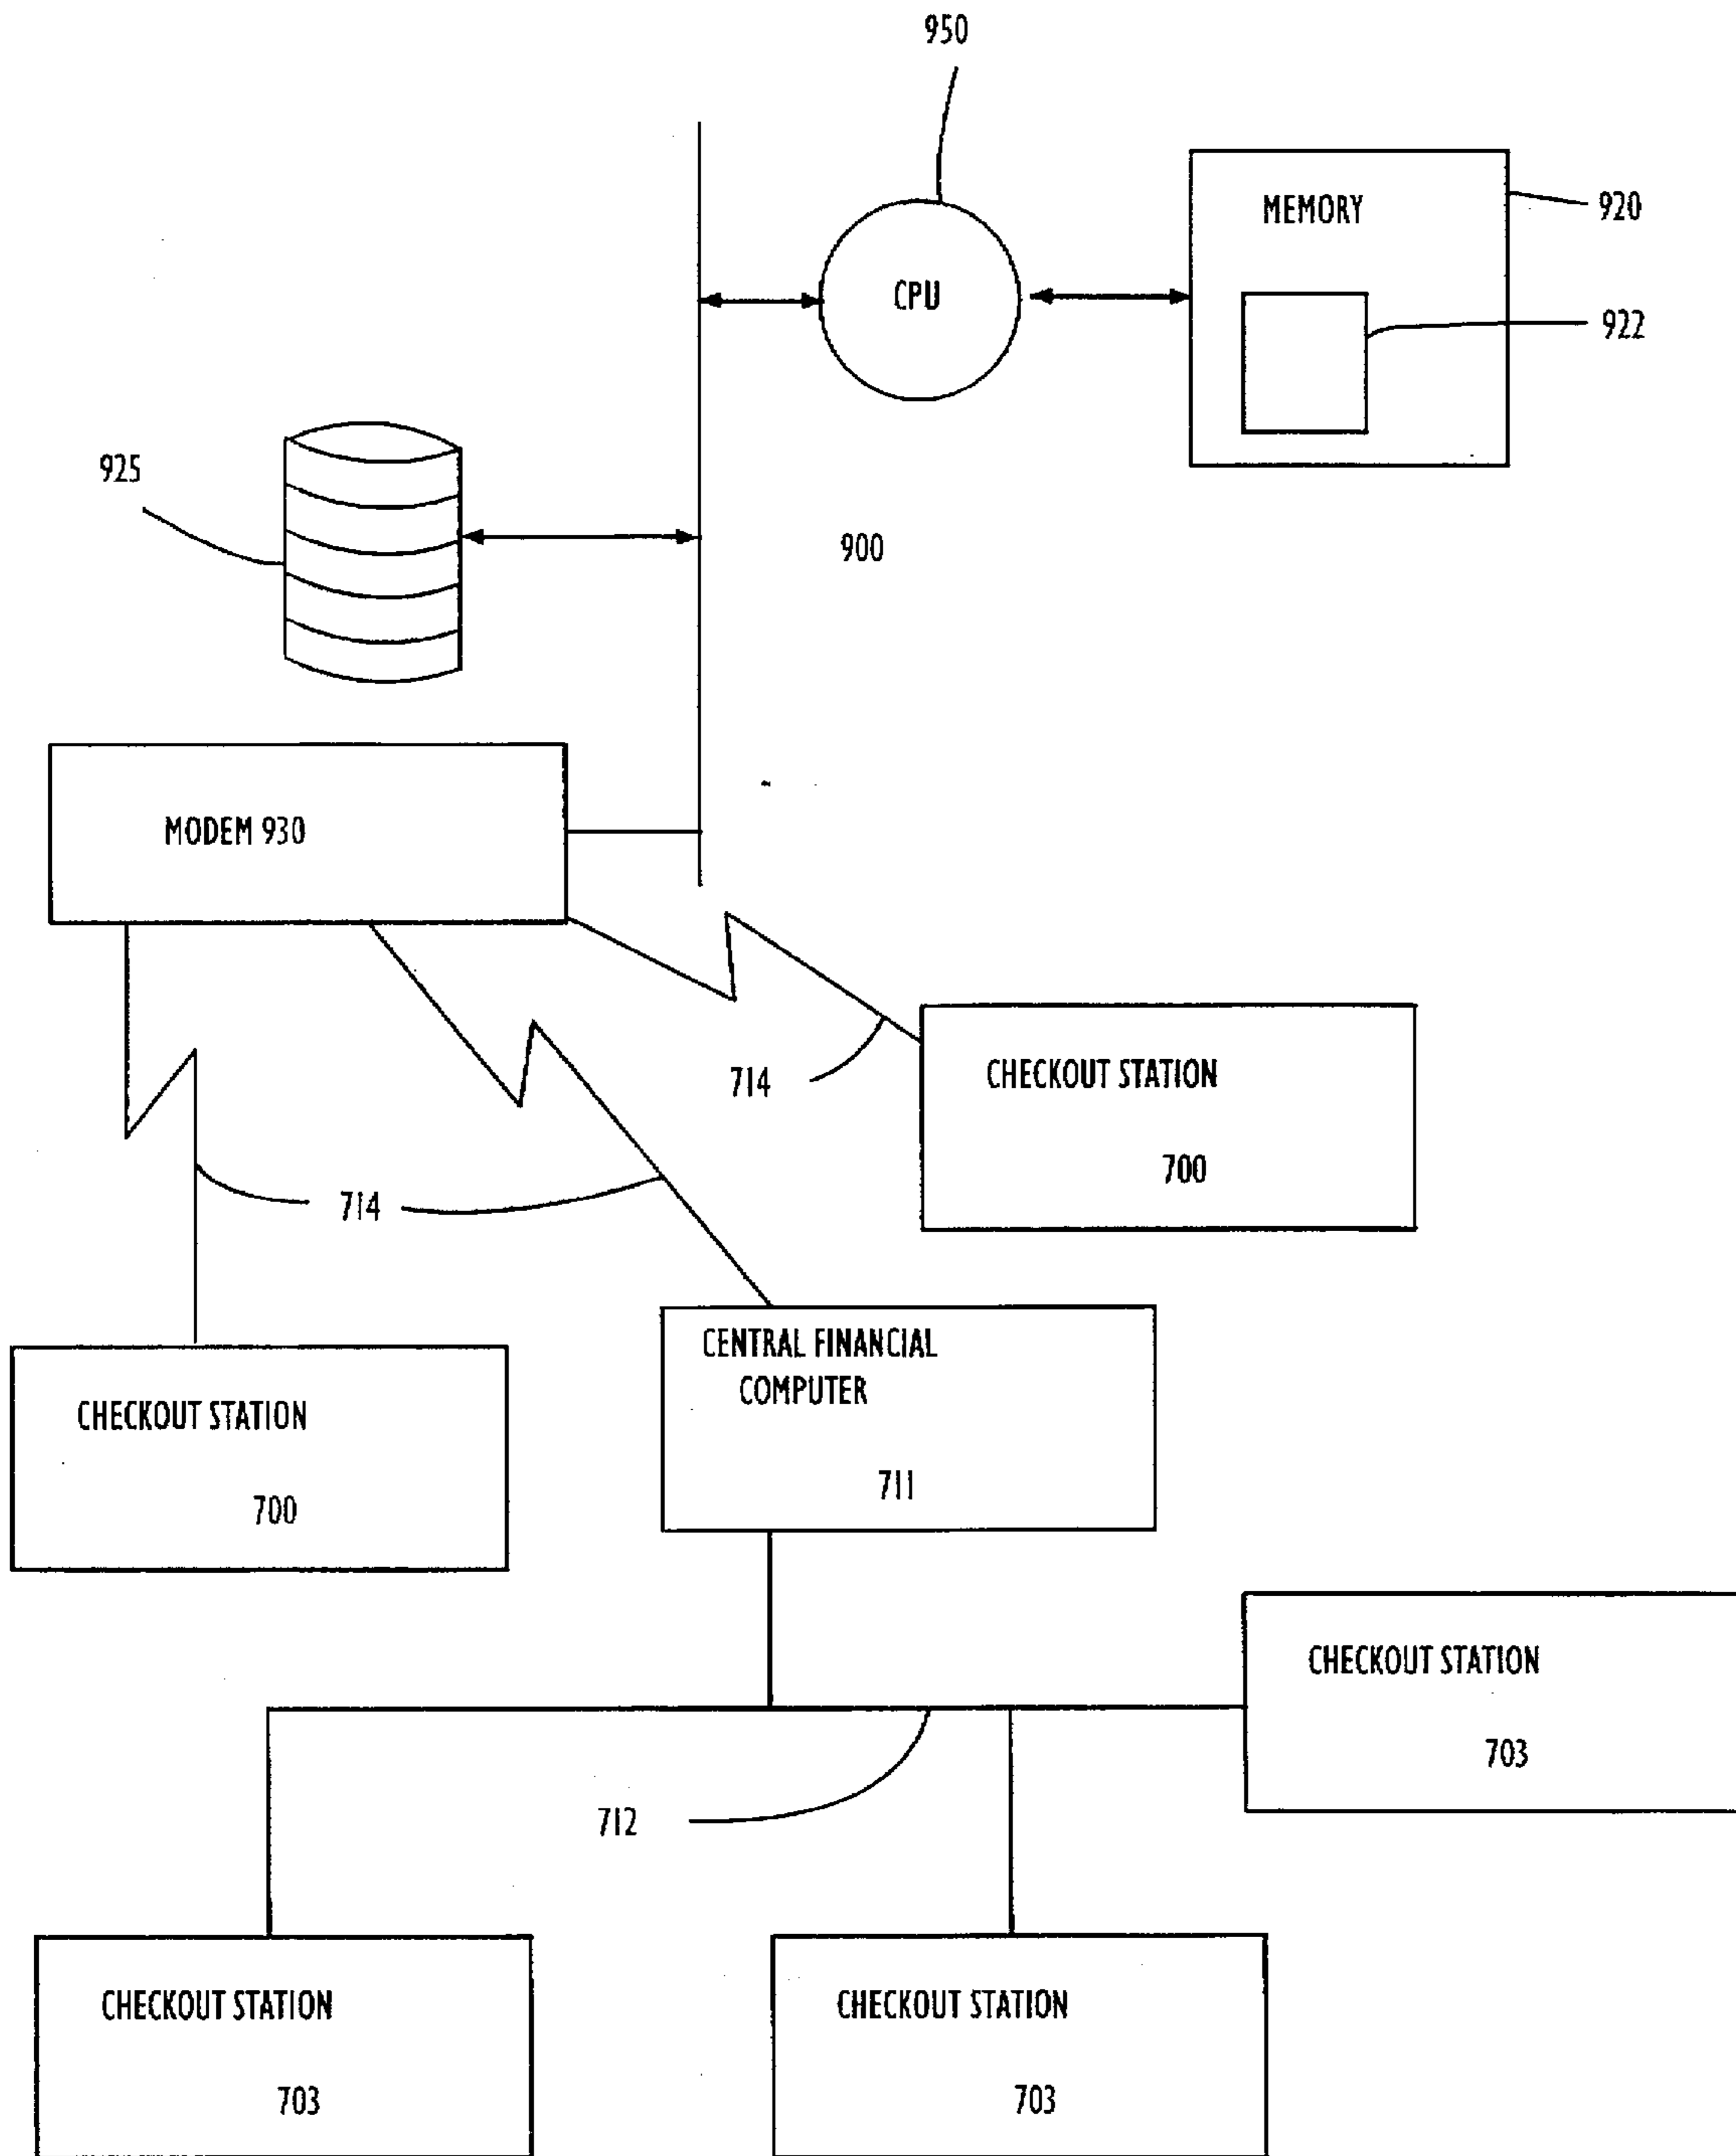 950
MEMORY
920
CPU
922
925
900
MODEM 930
714
CHECKOUT STATION
700
714
CENTRAL FINANCIAL
COMPUTER
711
CHECKOUT STATION
700
CHECKOUT STATION
703
712
CHECKOUT STATION
703
CHECKOUT STATION
703